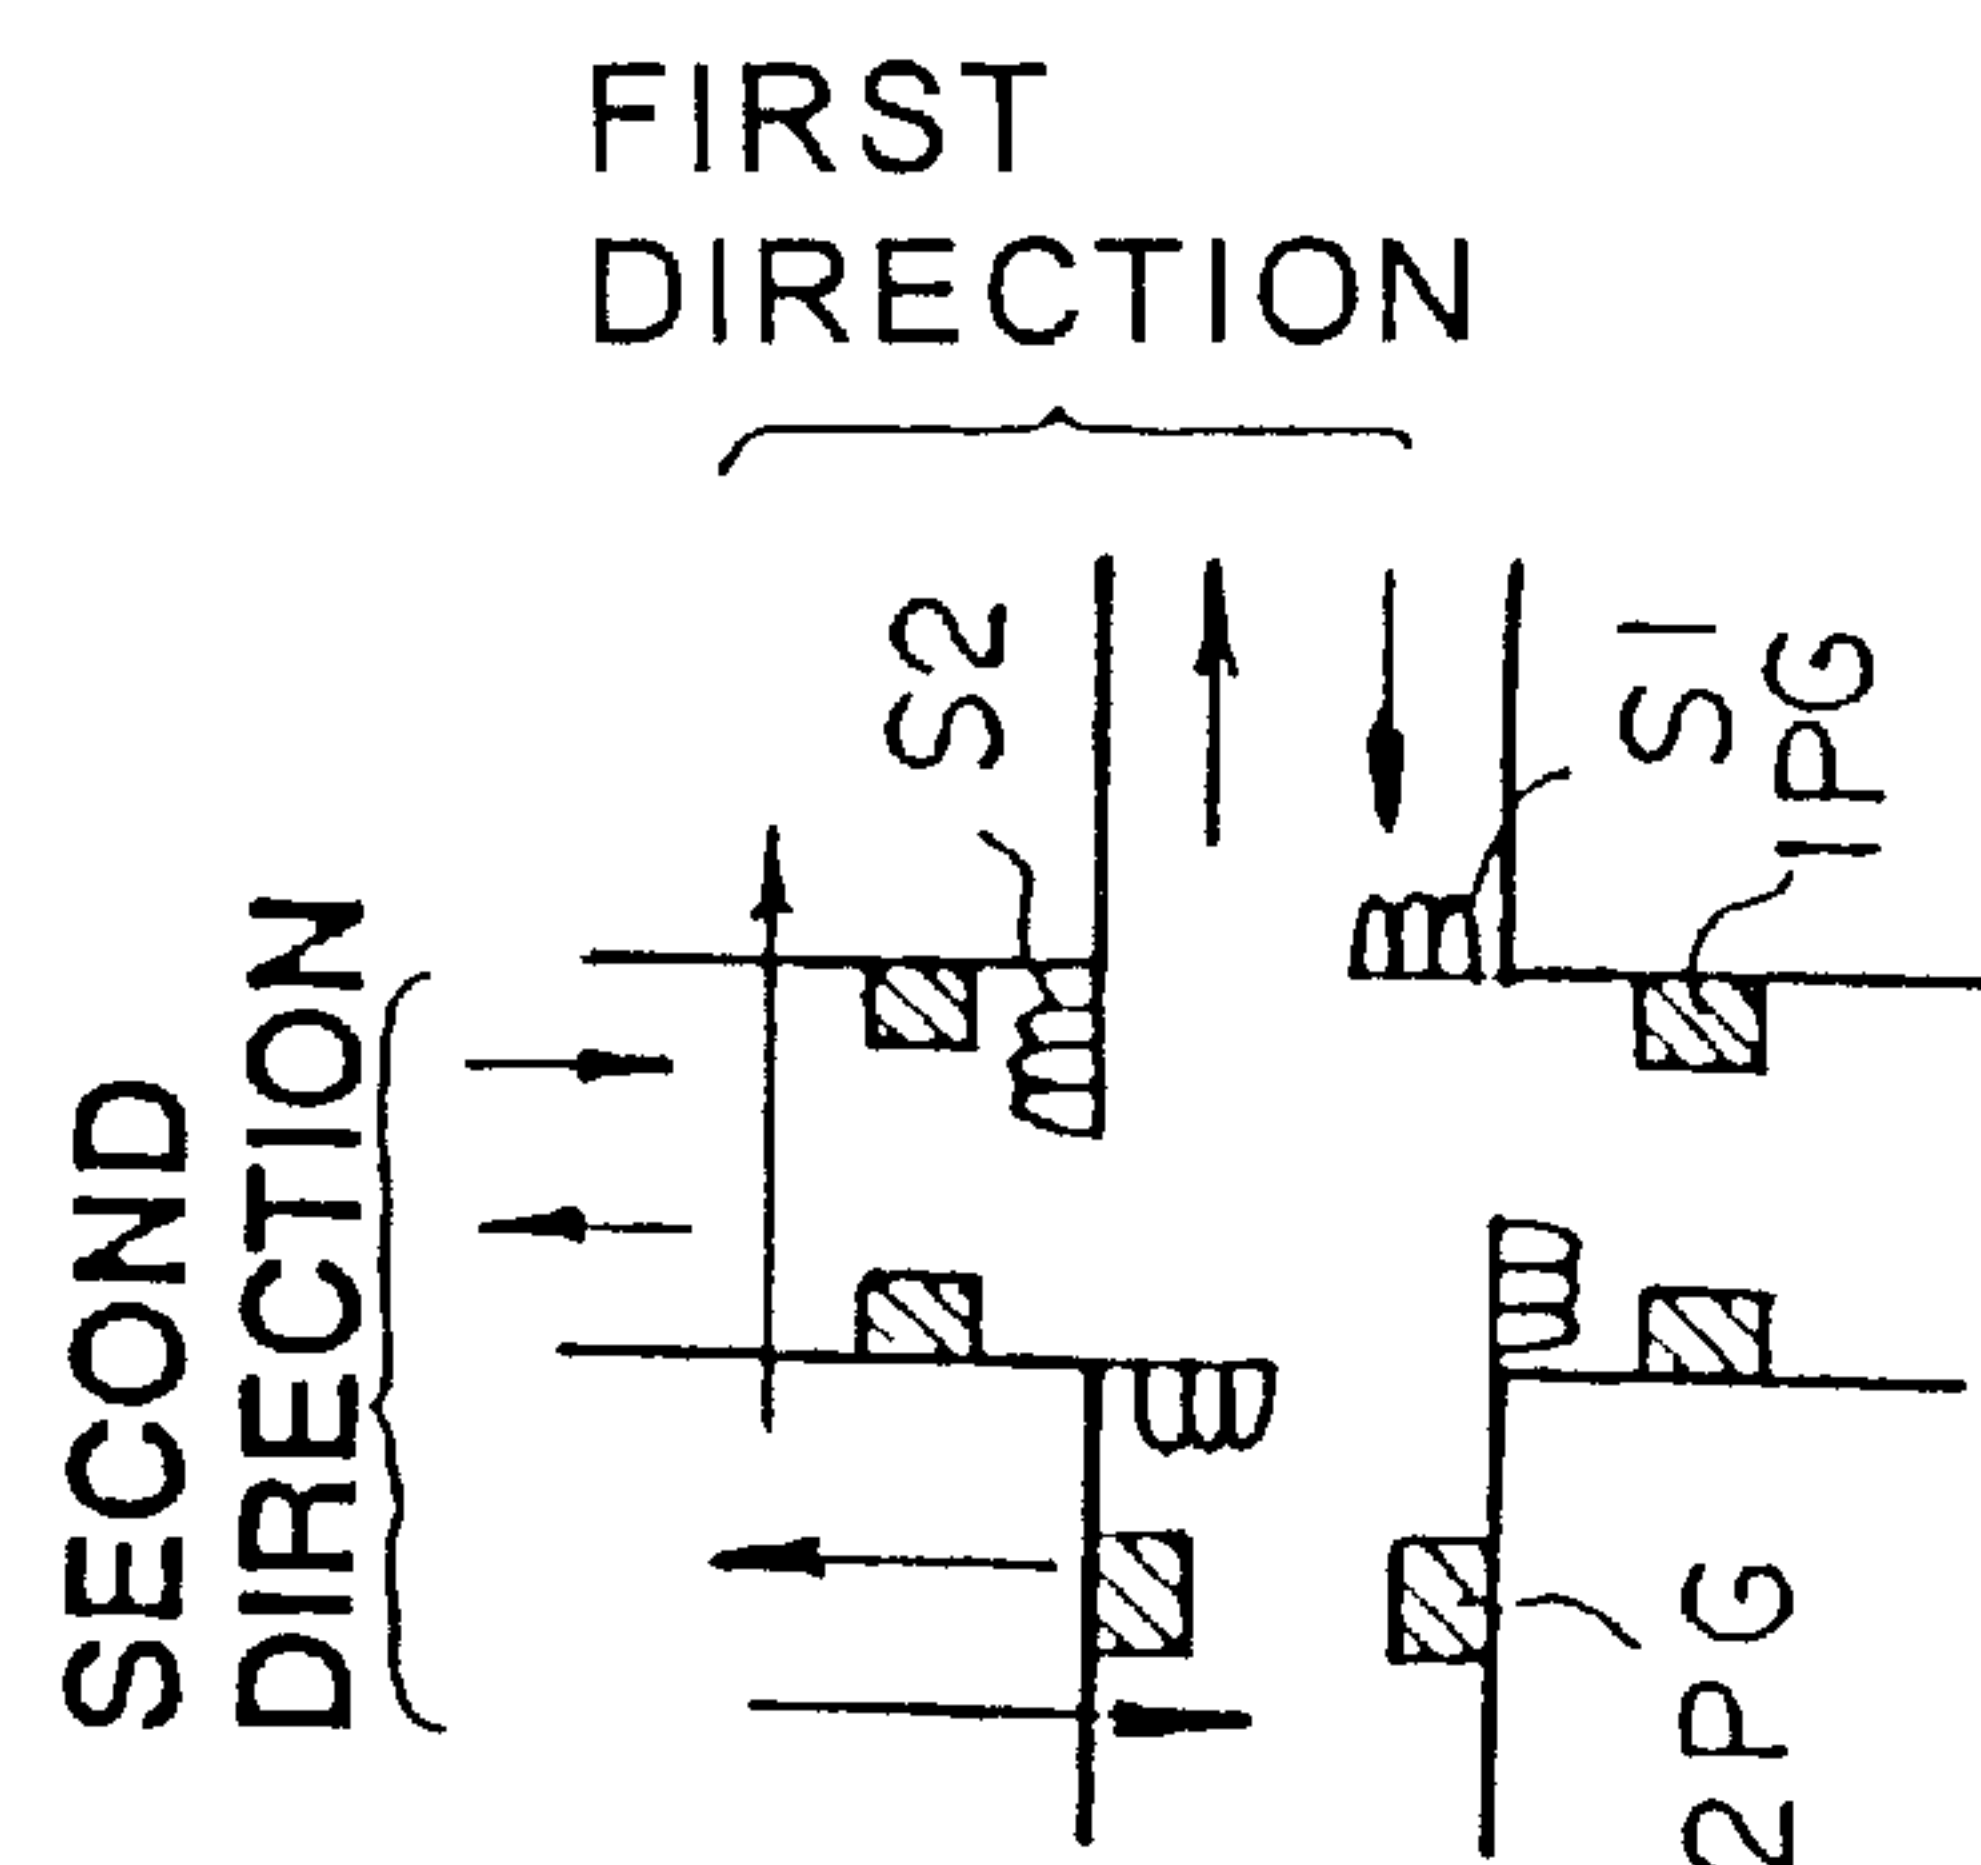 FIRST
DIRECTION
S2
S1
1PG
SECOND
DIRECTION
2PG